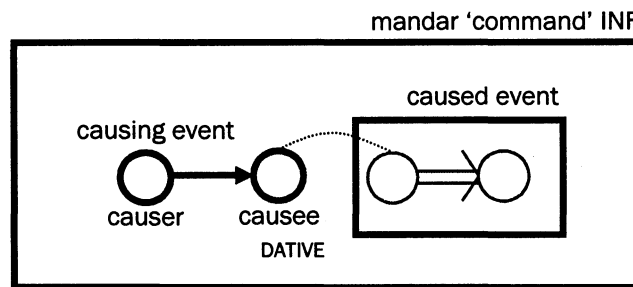 mandar ‘command’ INF
caused event
causing event
causer
causee
DATIVE